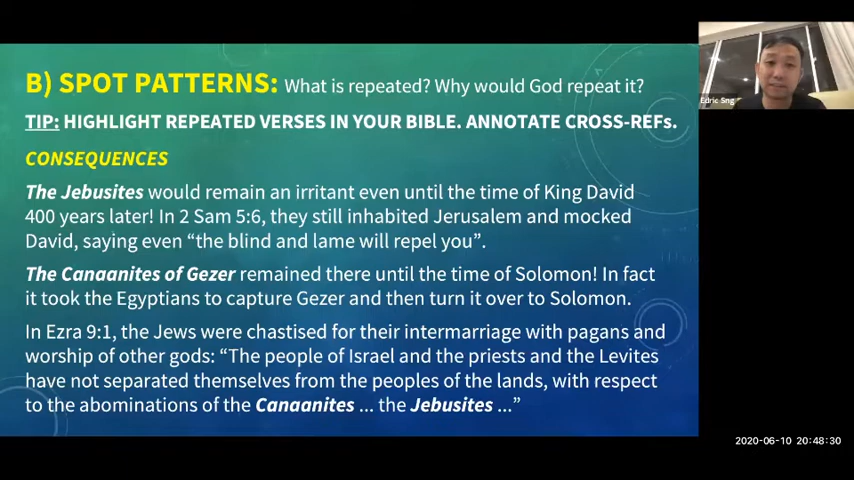 B) SPOT PATTERNS: What is repeated? Why would God repeat it?
TIP: HIGHLIGHT REPEATED VERSES IN YOUR BIBLE. ANNOTATE CROSS-REFs.
CONSEQUENCES
The Jebusites would remain an irritant even until the time of King David
400 years later! In 2 Sam 5:6, they still inhabited Jerusalem and mocked
David, saying even “the blind and lame will repel you”.
The Canaanites of Gezer remained there until the time of Solomon! In fact
it took the Egyptians to capture Gezer and then turn it over to Solomon.
In Ezra 9:1, the Jews were chastised for their intermarriage with pagans and
worship of other gods: “The people of Israel and the priests and the Levites
have not separated themselves from the peoples of the lands, with respect
to the abominations of the Canaanites ... the Jebusites ...”
Edric Sng
2020-06-10 20:48:30